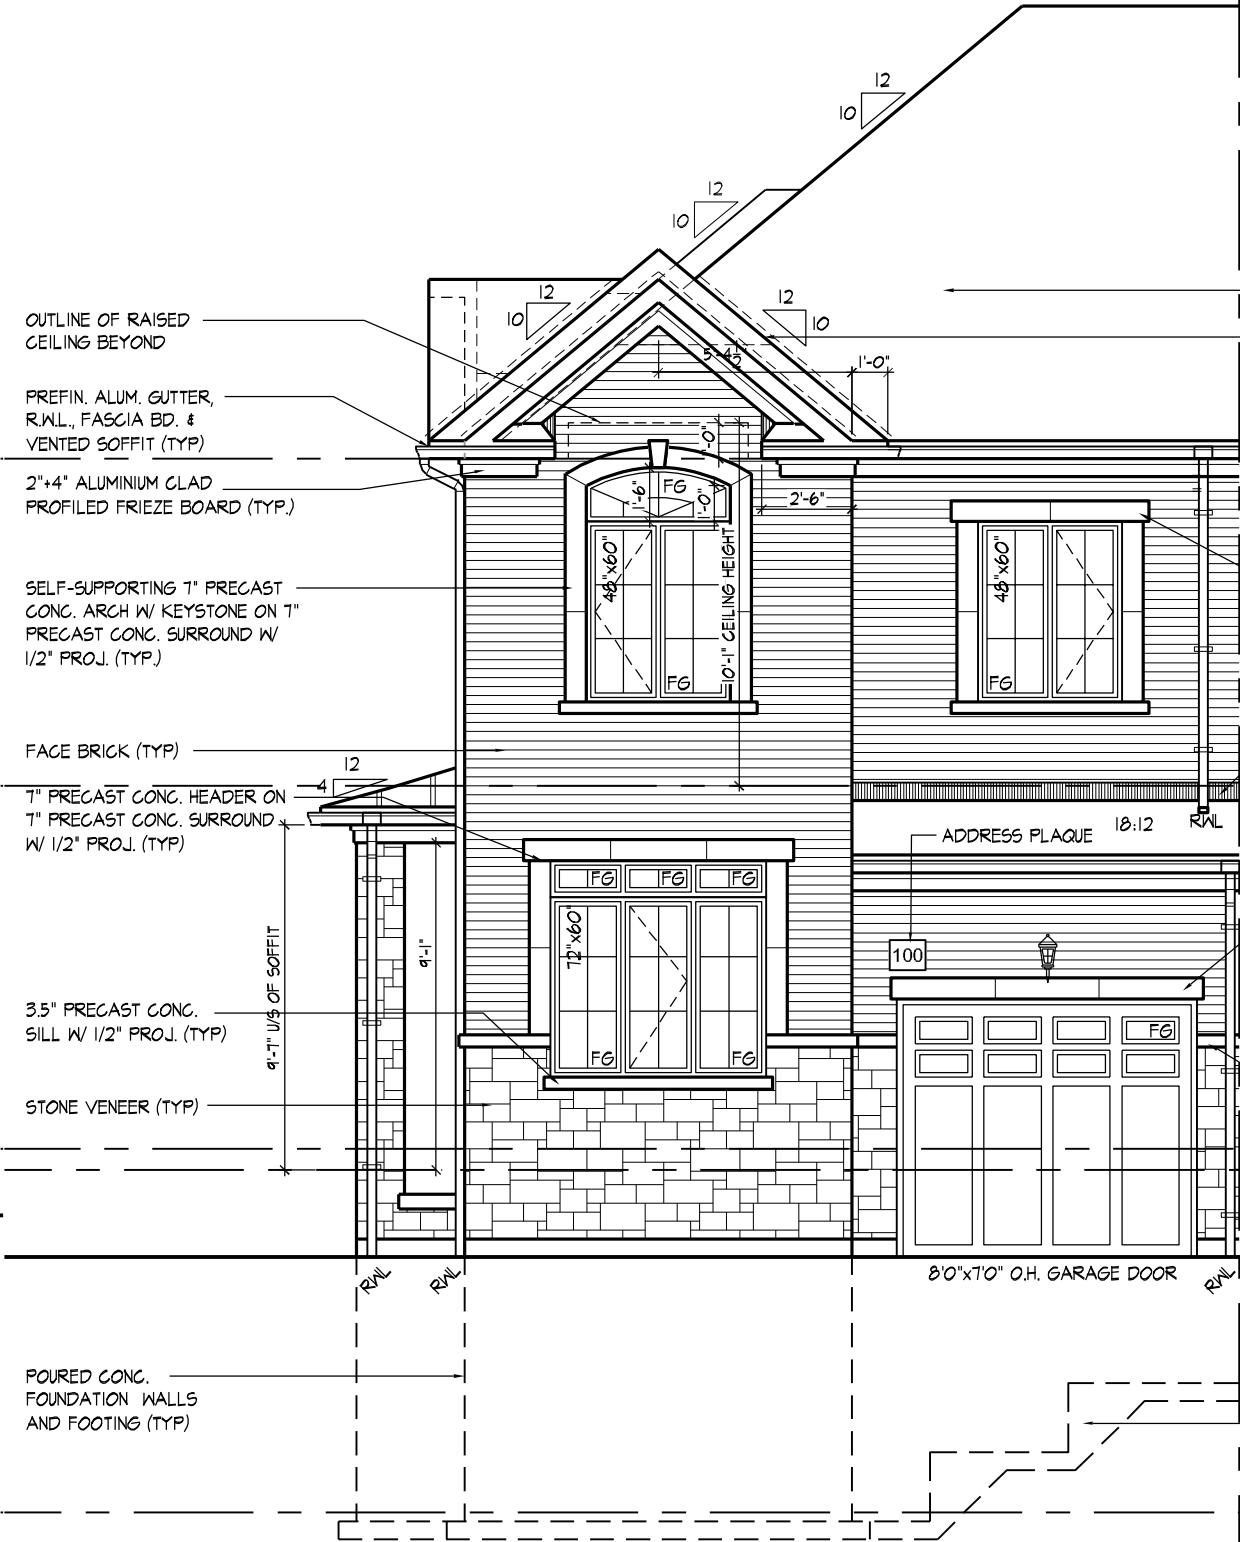 12
10
12
10
12
10
12
10
OUTLINE OF RAISED
CEILING BEYOND
5'-4½"
1'-0"
PREFIN. ALUM. GUTTER,
R.W.L., FASCIA BD. &
VENTED SOFFIT (TYP)
1'-0"
2"+4" ALUMINIUM CLAD
PROFILED FRIEZE BOARD (TYP.)
FG
1'-6"
1'-0"
2'-6"
48"x60"
10'-1" CEILING HEIGHT
48"x60"
SELF-SUPPORTING 7" PRECAST
CONC. ARCH W/ KEYSTONE ON 7"
PRECAST CONC. SURROUND W/
1/2" PROJ. (TYP.)
FG
FG
FACE BRICK (TYP)
12
4
7" PRECAST CONC. HEADER ON
7" PRECAST CONC. SURROUND
W/ 1/2" PROJ. (TYP)
18:12
RWL
ADDRESS PLAQUE
FG
FG
FG
72"x60"
9'-7" U/S OF SOFFIT
9'-1"
100
3.5" PRECAST CONC.
SILL W/ 1/2" PROJ. (TYP)
FG
FG
FG
STONE VENEER (TYP)
RWL
RWL
8'0"x7'0" O.H. GARAGE DOOR
RWL
POURED CONC.
FOUNDATION WALLS
AND FOOTING (TYP)